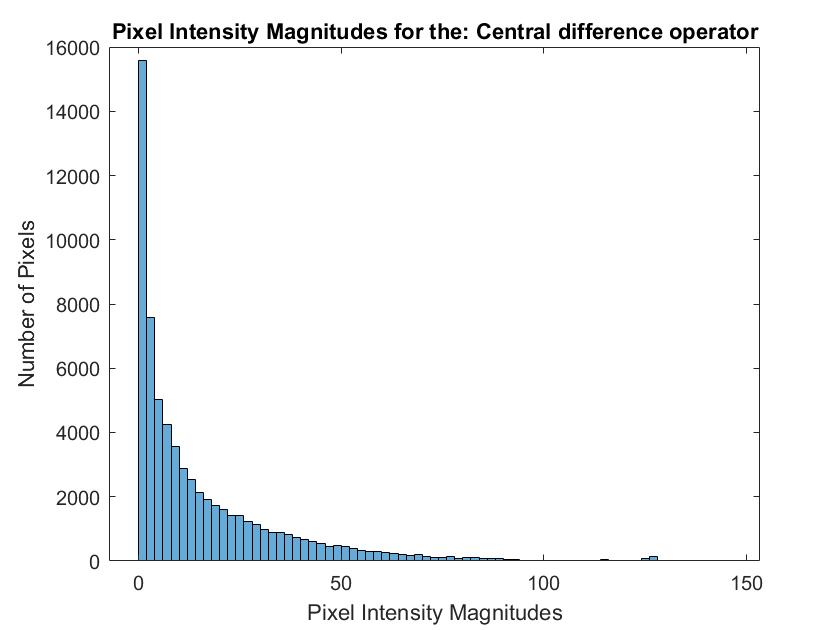 Pixel Intensity Magnitudes for the: Central difference operator
16000
14000
12000
10000
8000
6000
4000
2000
0
Number of Pixels
0 50 100 150
Pixel Intensity Magnitudes